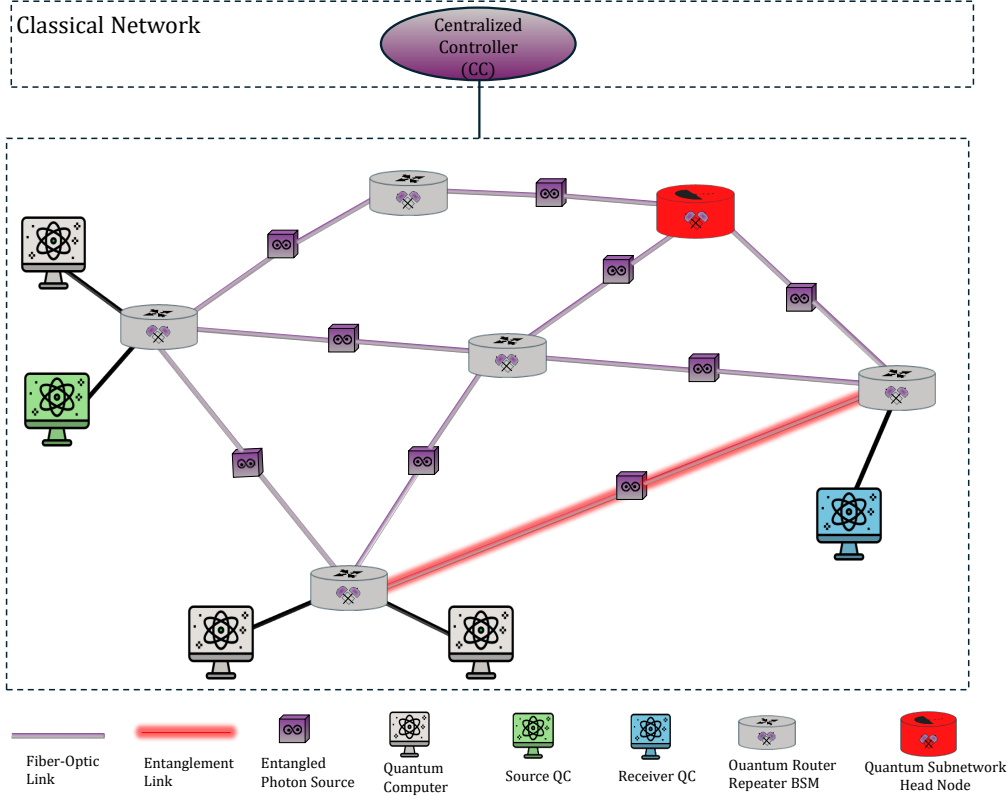 Classical Network
Centralized
Controller
(CC)
Fiber-Optic
Link
Entanglement
Link
Entangled
Photon Source
Quantum
Computer
Source QC
Receiver QC
Ouantum Router
Repeater BSM
Quantum Subnetwork
Head Node